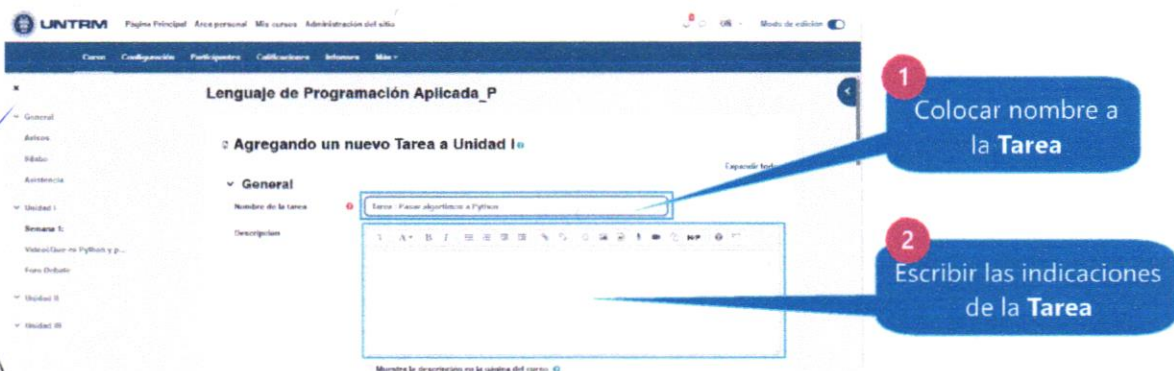 UNTRM Página Principal Área personal Mis cursos Administración del sitio Modo de edición
Curso Configuración Participantes Calificaciones Informes Más
Lenguaje de Programación Aplicada_P
General
Avisos
Sílabo
Asistencia
Unidad I
Semana 1:
Foro Debate
Unidad II
Unidad III
Agregando un nuevo Tarea a Unidad I
Expandir todo
General
Nombre de la tarea
Tarea : Pasar algoritmos a Python
Descripción
Muestra la descripción en la página del curso
1
Colocar nombre a
la Tarea
2
Escribir las indicaciones
de la Tarea